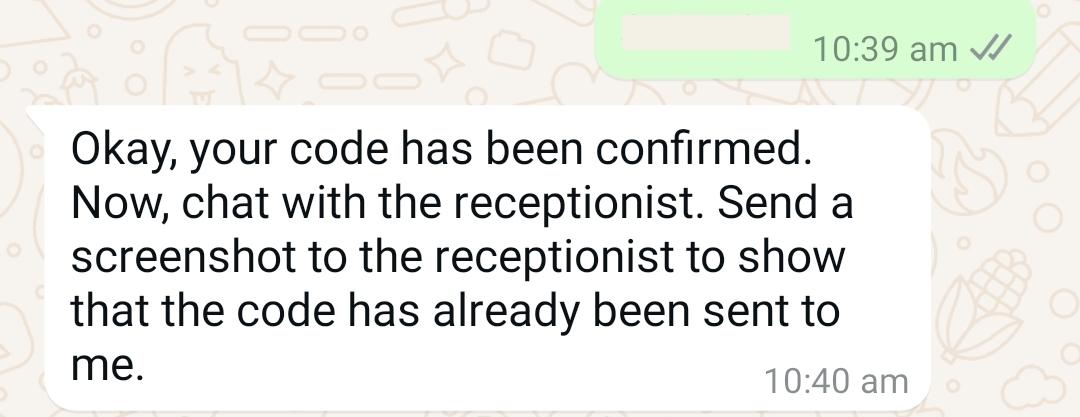 10:39 am
Okay, your code has been confirmed.
Now, chat with the receptionist. Send a
screenshot to the receptionist to show
that the code has already been sent to
me.
10:40 am